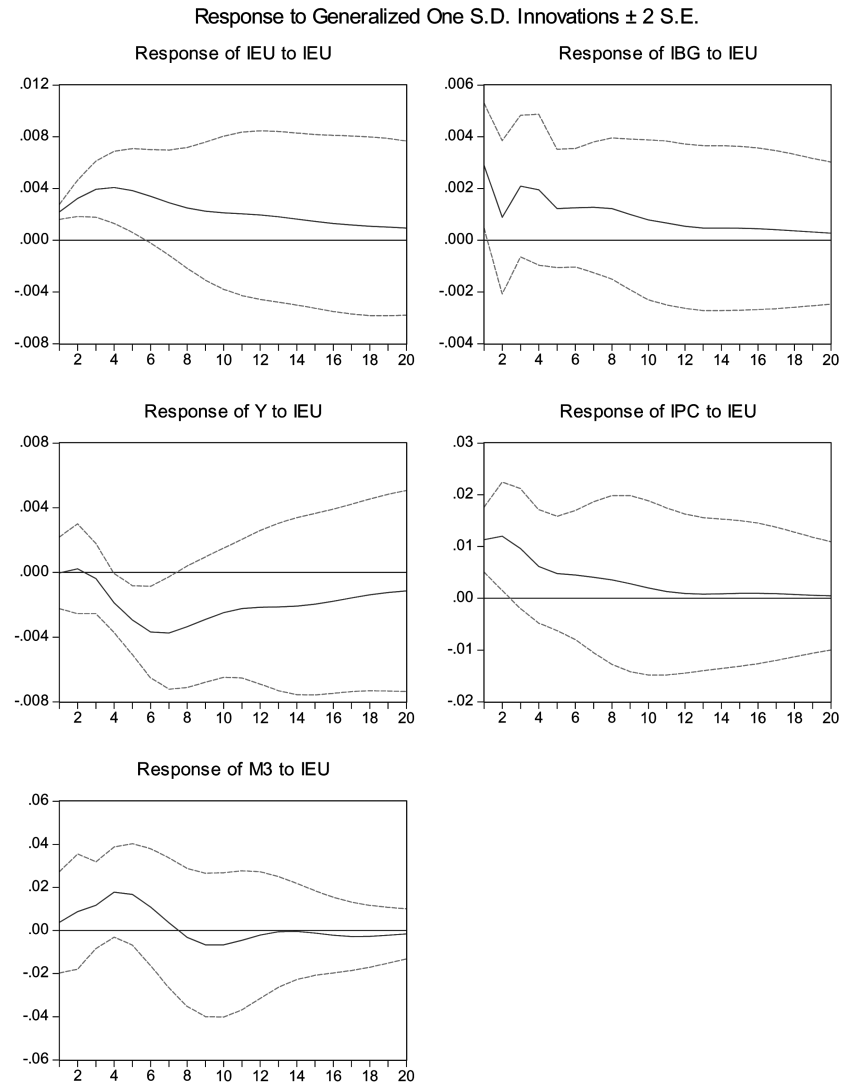 Response to Generalized One S.D. Innovations ± 2 S.E.
Response of IEU to IEU
.012
.008
.004
.000
-.004
-.008
2 4 6 8 10 12 14 16 18 20
Response of IBG to IEU
.006
.004
.002
.000
-.002
-.004
2 4 6 8 10 12 14 16 18 20
Response of Y to IEU
.008
.004
.000
-.004
-.008
2 4 6 8 10 12 14 16 18 20
Response of IPC to IEU
.03
.02
.01
.00
-.01
-.02
2 4 6 8 10 12 14 16 18 20
Response of M3 to IEU
.06
.04
.02
.00
-.02
-.04
-.06
2 4 6 8 10 12 14 16 18 20